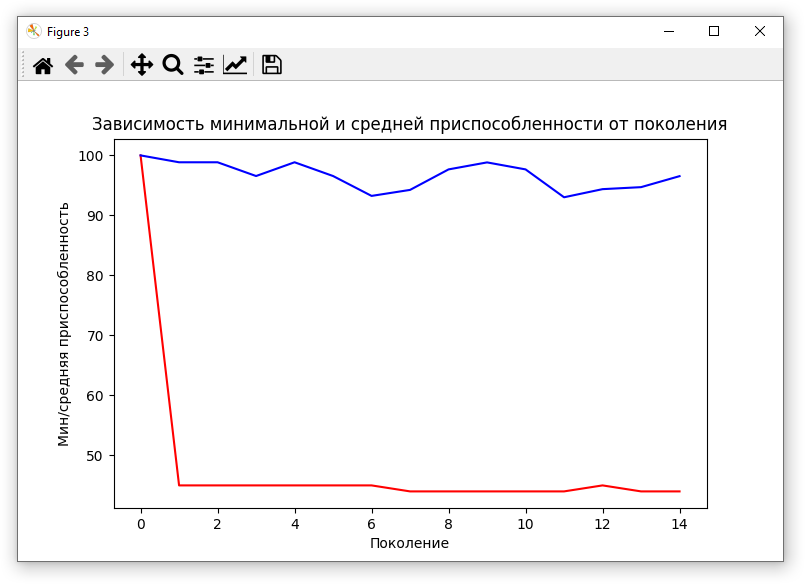 Figure 3
Зависимость минимальной и средней приспособленности от поколения
100
90
80
70
60
50
Мин/средняя приспособленность
0 2 4 6 8 10 12 14
Поколение